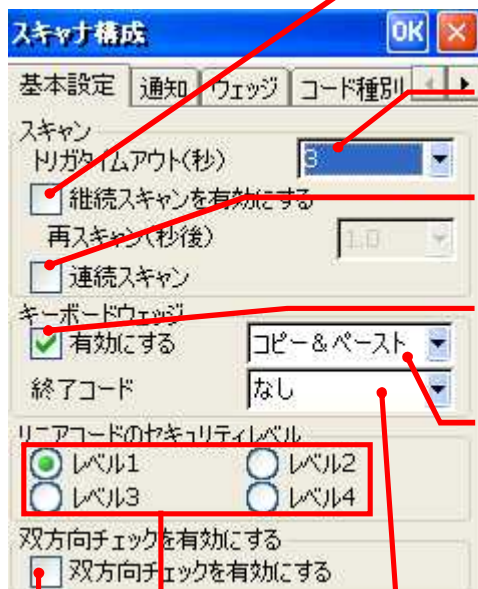 スキャナ構成 OK
基本設定 通知 ウェッジ コード種別
スキャン
トリガタイムアウト(秒) 3
継続スキャンを有効にする
再スキャン(秒後) 1.0
連続スキャン
キーボードウェッジ
有効にする コピー&ペースト
終了コード なし
リニアコードのセキュリティレベル
レベル1 レベル2
レベル3 レベル4
双方向チェックを有効にする
双方向チェックを有効にする